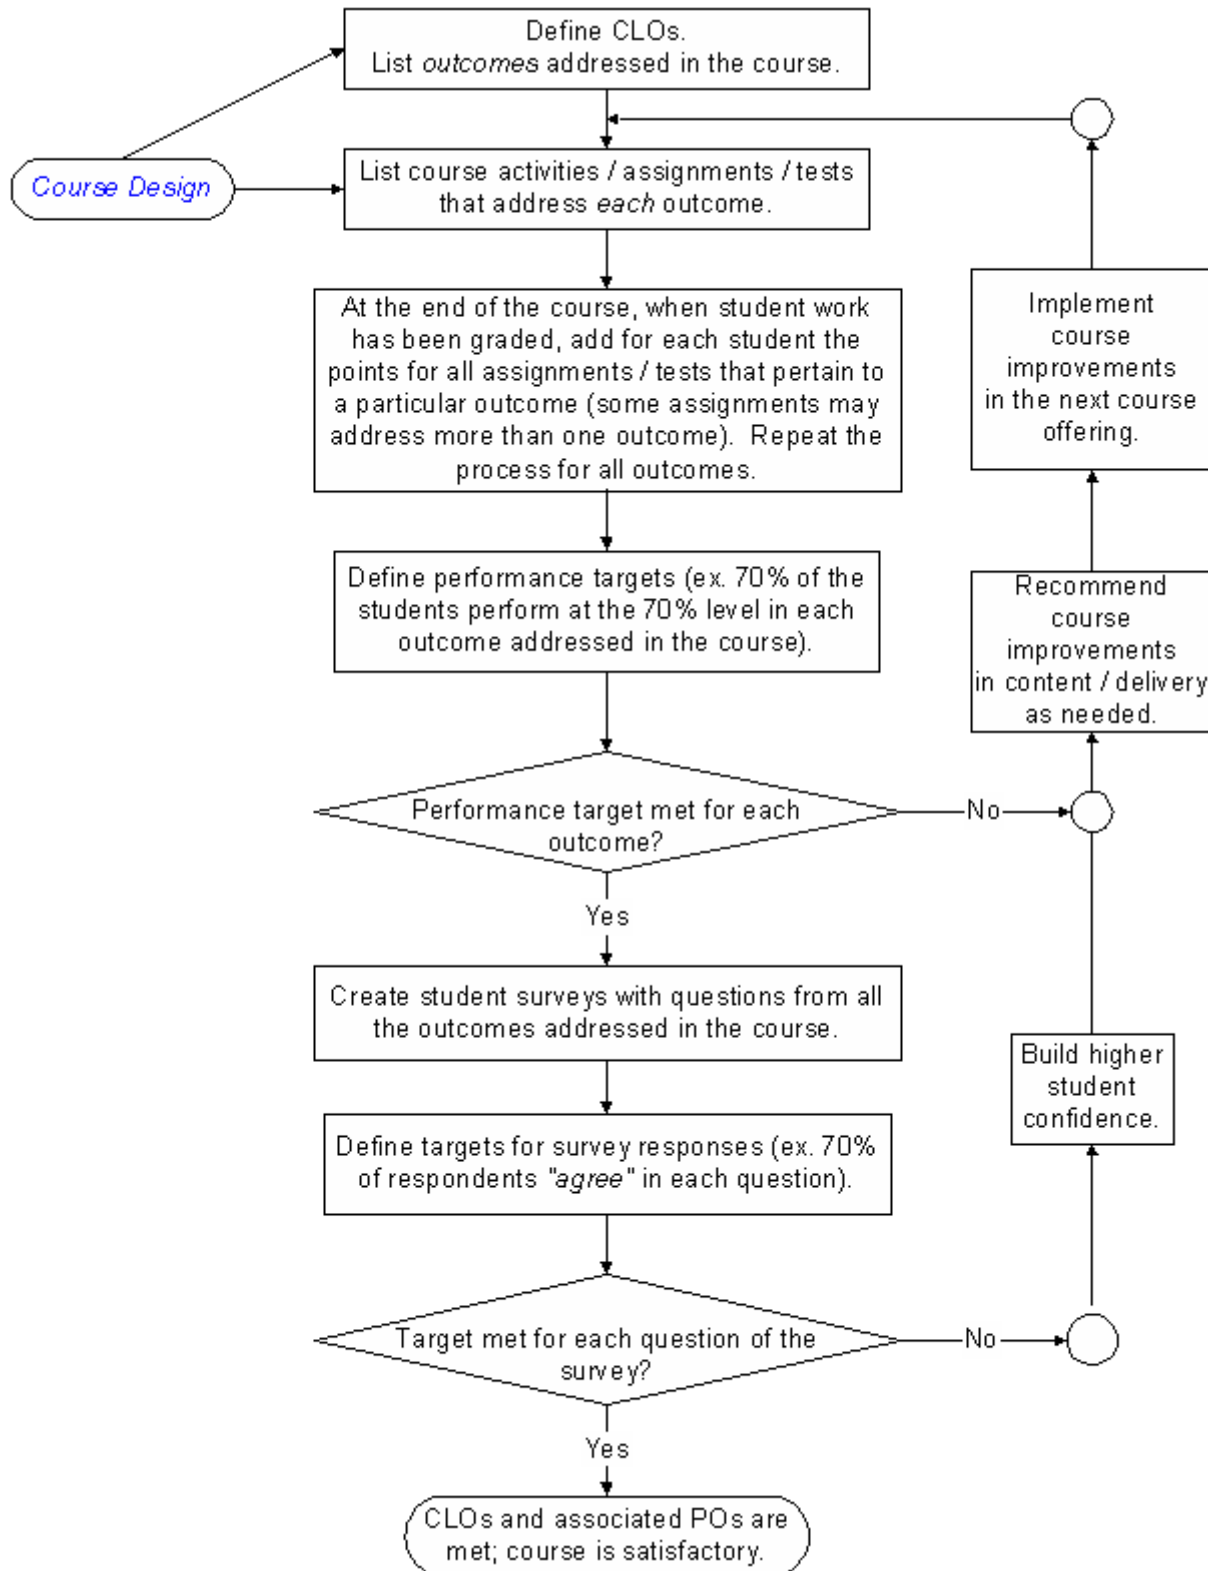 Define CLOs.
List outcomes addressed in the course.
Course Design
List course activities / assignments / tests
that address each outcome.
At the end of the course, when student work
has been graded, add for each student the
points for all assignments / tests that pertain to
a particular outcome (some assignments may
address more than one outcome). Repeat the
process for all outcomes.
Implement
course
improvements
in the next course
offering.
Define performance targets (ex. 70% of the
students perform at the 70% level in each
outcome addressed in the course).
Recommend
course
improvements
in content / delivery
as needed.
Performance target met for each
outcome?
No
Yes
Create student surveys with questions from all
the outcomes addressed in the course.
Build higher
student
confidence.
Define targets for survey responses (ex. 70%
of respondents "agree" in each question).
Target met for each question of the
survey?
No
Yes
CLOs and associated POs are
met; course is satisfactory.